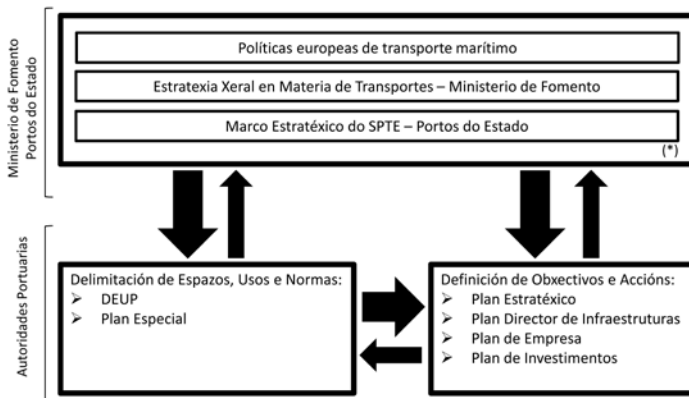 Ministerio de Fomento
Portos do Estado
Políticas europeas de transporte marítimo
Estratexia Xeral en Materia de Transportes – Ministerio de Fomento
Marco Estratéxico do SPTE – Portos do Estado
(*)
Autoridades Portuarias
Delimitación de Espazos, Usos e Normas:
➢ DEUP
➢ Plan Especial
Definición de Obxectivos e Accións:
➢ Plan Estratéxico
➢ Plan Director de Infraestruturas
➢ Plan de Empresa
➢ Plan de Investimentos